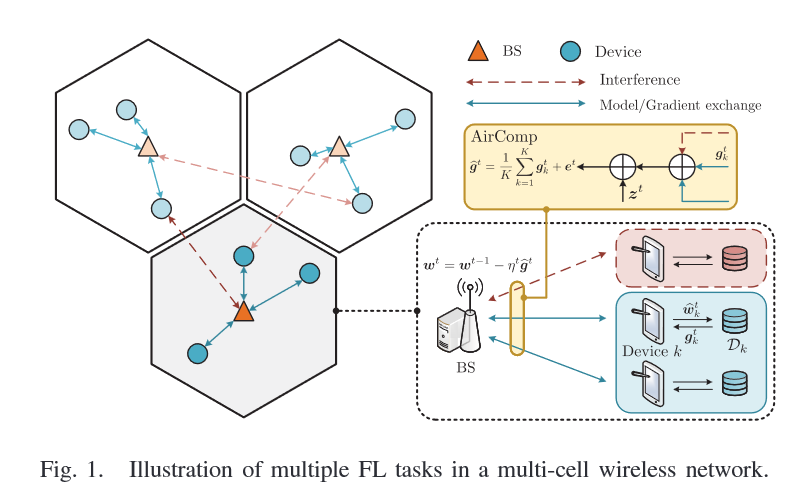 BS
Device
Interference
Model/Gradient exchange
AirComp
$\widehat{\boldsymbol{g}}^t = \frac{1}{K}\sum_{k=1}^{K} \boldsymbol{g}_k^t + \boldsymbol{e}^t$
$\boldsymbol{g}_k^t$
$\boldsymbol{z}^t$
$\boldsymbol{w}^t = \boldsymbol{w}^{t-1} - \eta^t \widehat{\boldsymbol{g}}^t$
BS
$\widehat{\boldsymbol{w}}_k^t$
$\boldsymbol{g}_k^t$
Device $k$
$\mathcal{D}_k$
Fig. 1. Illustration of multiple FL tasks in a multi-cell wireless network.